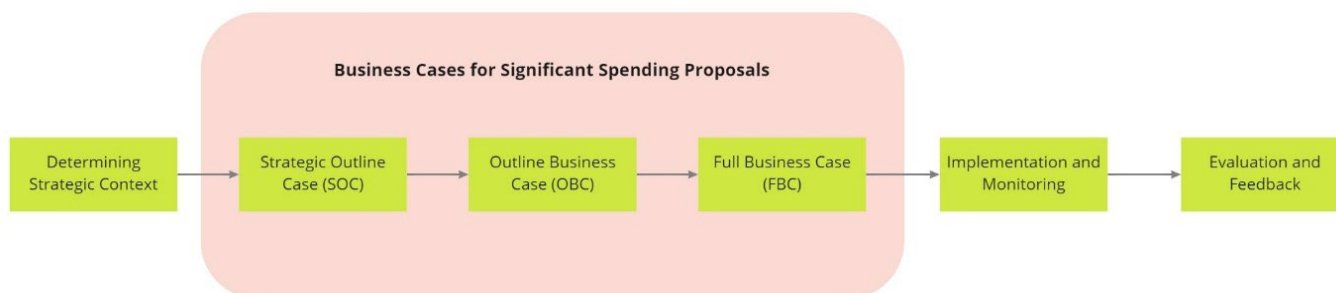 Business Cases for Significant Spending Proposals
Determining
Strategic Context
Strategic Outline
Case (SOC)
Outline Business
Case (OBC)
Full Business Case
(FBC)
Implementation and
Monitoring
Evaluation and
Feedback